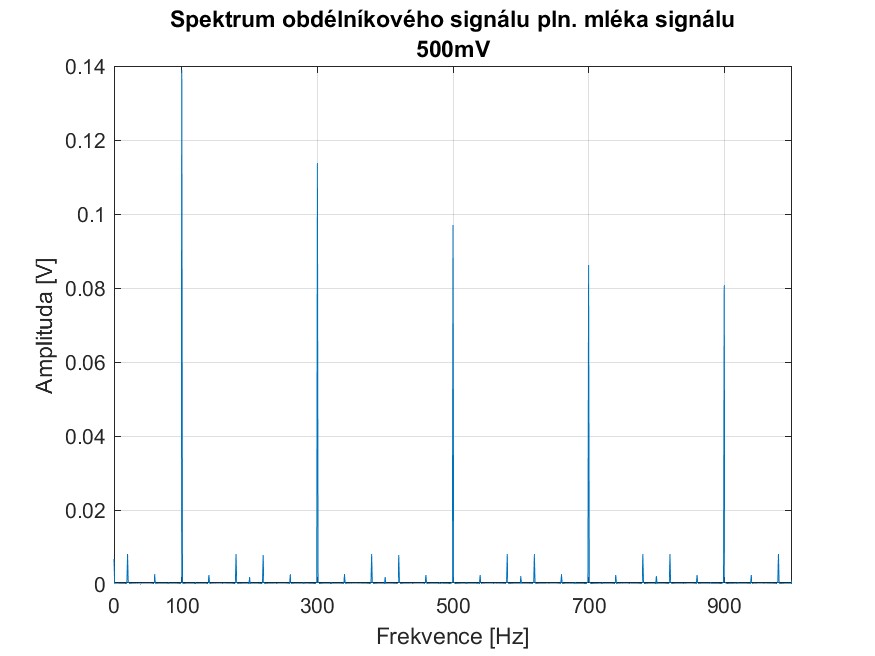 Spektrum obdélníkového signálu pln. mléka signálu
500mV
0.14
0.12
0.1
0.08
0.06
0.04
0.02
0
Amplituda [V]
0 100 300 500 700 900
Frekvence [Hz]